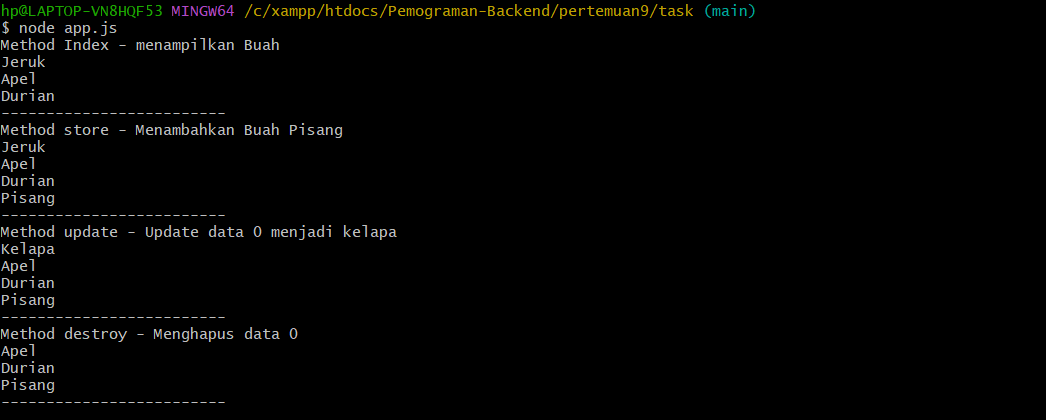 hp@LAPTOP-VN8HQF53 MINGW64 /c/xampp/htdocs/Pemograman-Backend/pertemuan9/task (main)
$ node app.js
Method Index - menampilkan Buah
Jeruk
Apel
Durian
-------------------------
Method store - Menambahkan Buah Pisang
Jeruk
Apel
Durian
Pisang
-------------------------
Method update - Update data 0 menjadi kelapa
Kelapa
Apel
Durian
Pisang
-------------------------
Method destroy - Menghapus data 0
Apel
Durian
Pisang
-------------------------